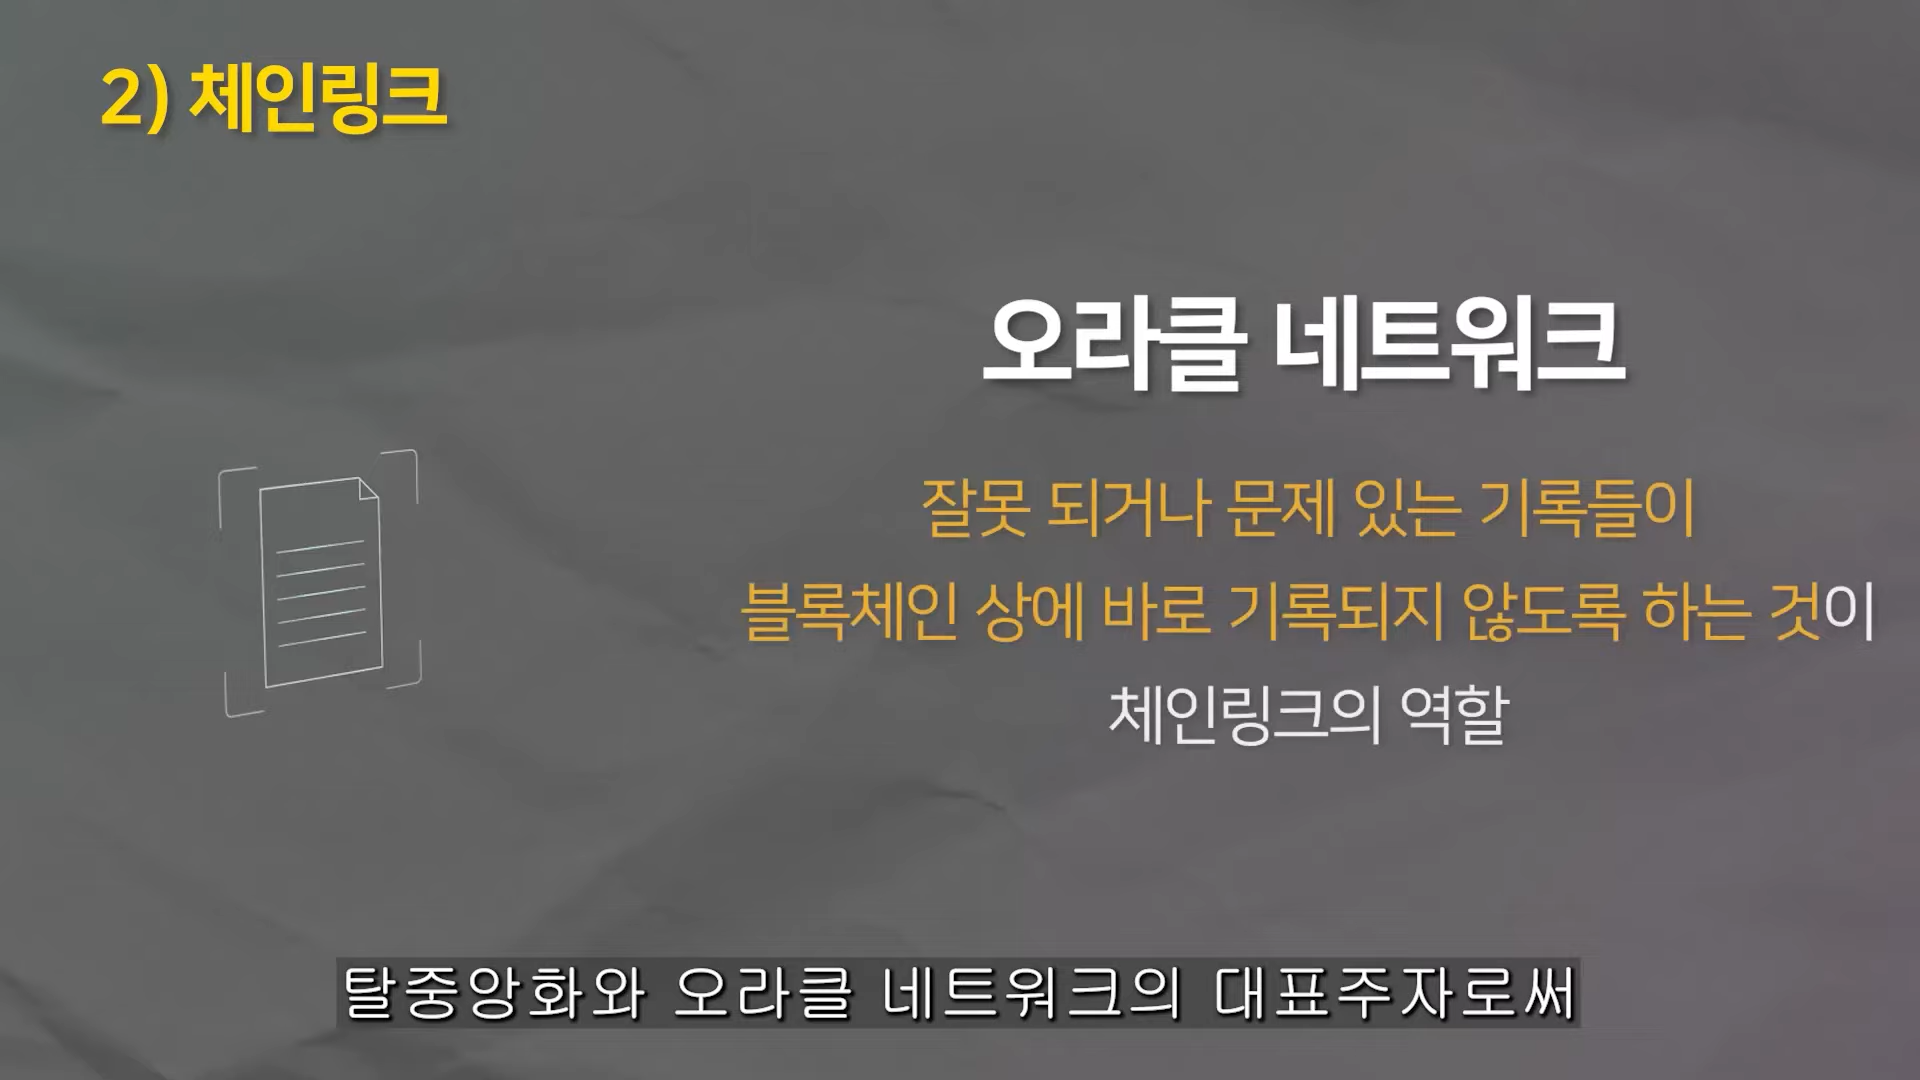 2) 체인링크
오라클 네트워크
잘못 되거나 문제 있는 기록들이
블록체인 상에 바로 기록되지 않도록 하는 것이
체인링크의 역할
탈중앙화와 오라클 네트워크의 대표주자로써